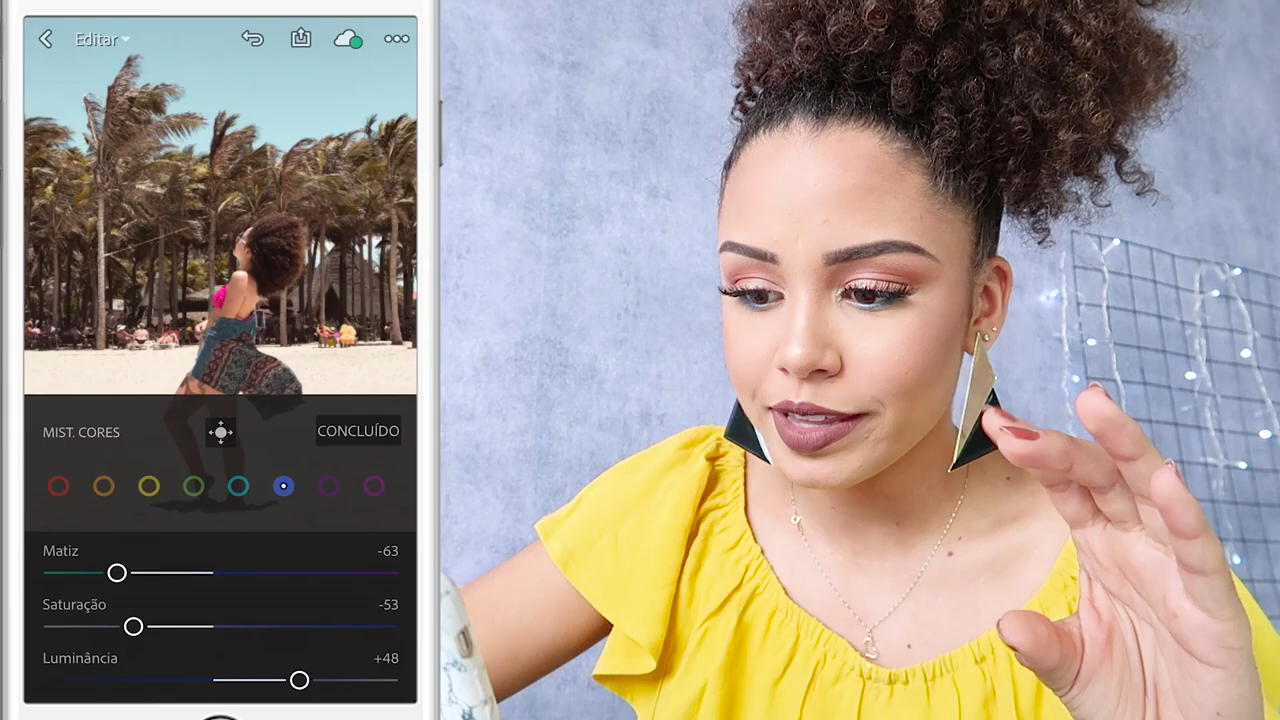 Editar
MIST. CORES
CONCLUÍDO
Matiz -63
Saturação -53
Luminância +48